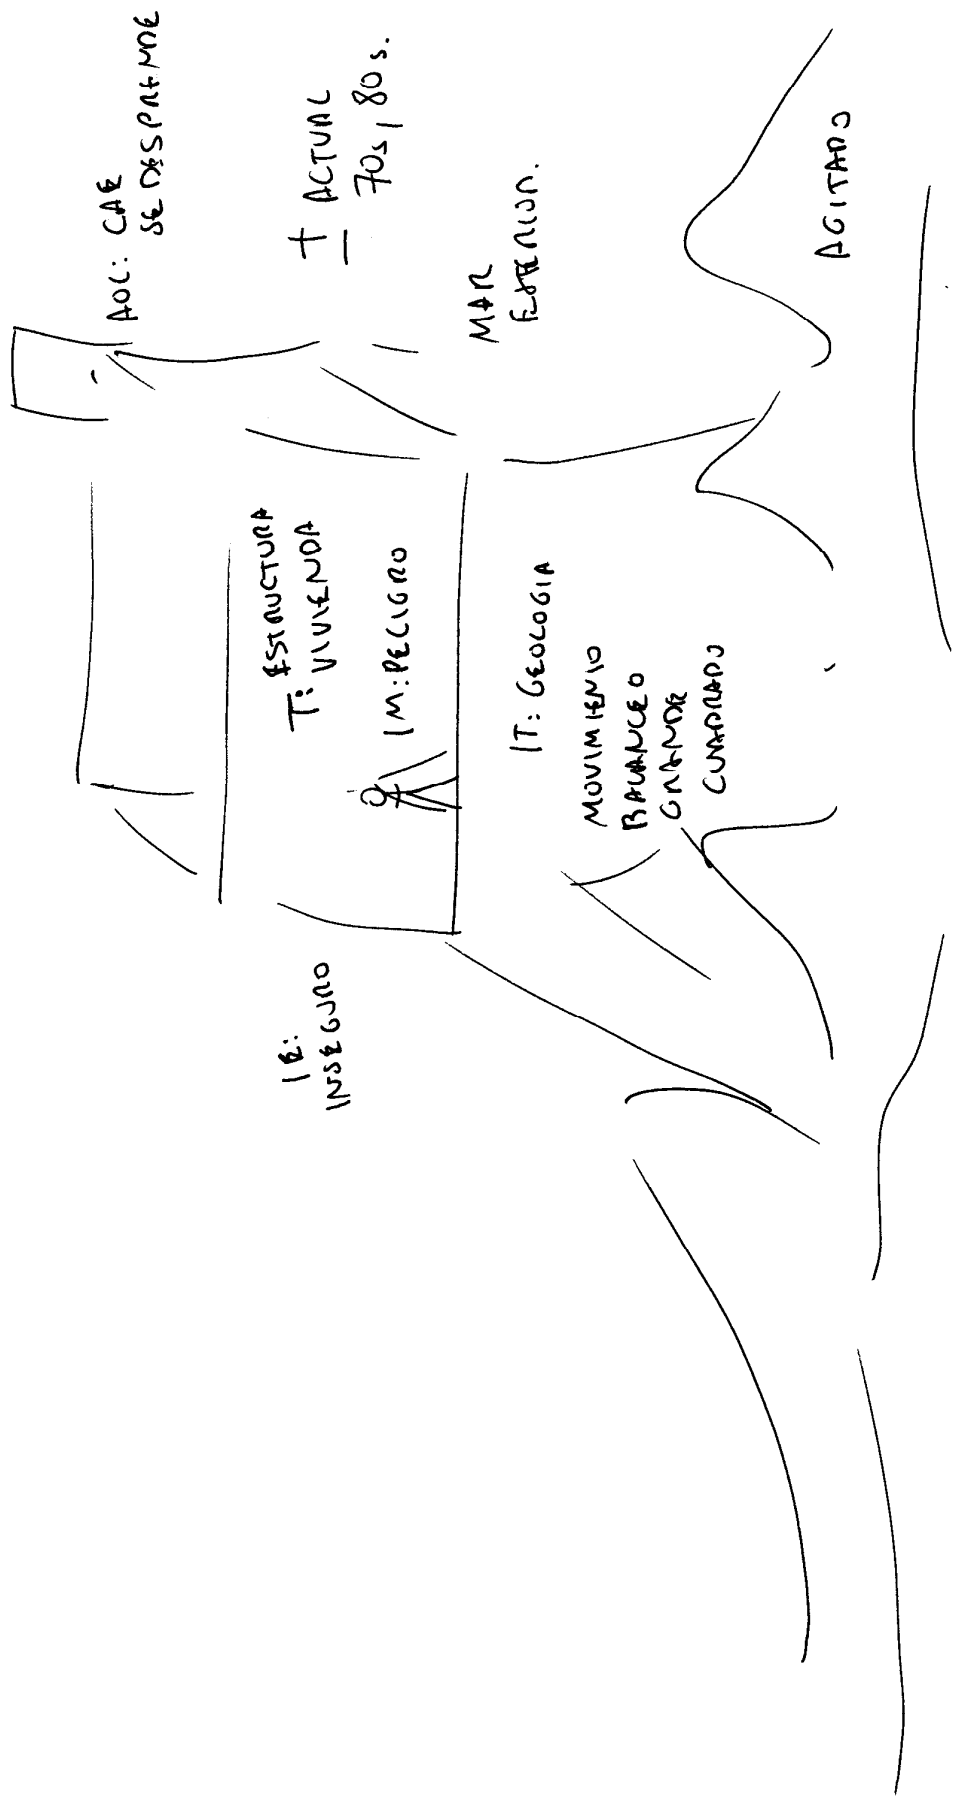 AOL: CAE
SE DESPRENDE
± ACTUAL
70s, 80s.
T: ESTRUCTURA
VIVIENDA
IE:
INSEGURO
IM: PELIGRO
MAR
EXTERIOR.
IT: GEOLOGIA
MOVIMIENTO
BALANCEO
GRANDE
CUADRADO
AGITADO